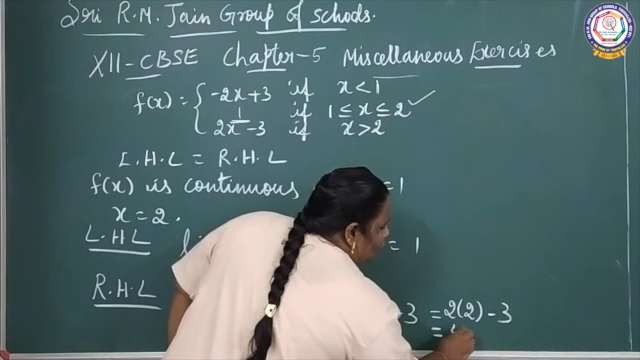 Sri R.M. Jain Group of schools.
XII-CBSE Chapter-5 Miscellaneous Exercises
f(x) = { -2x+3 if x < 1
1 if 1 ≤ x ≤ 2 ✓
2x-3 if x > 2
L.H.L = R.H.L
f(x) is continuous = 1
x = 2.
L.H.L = 1
R.H.L -3 = 2(2) - 3
=